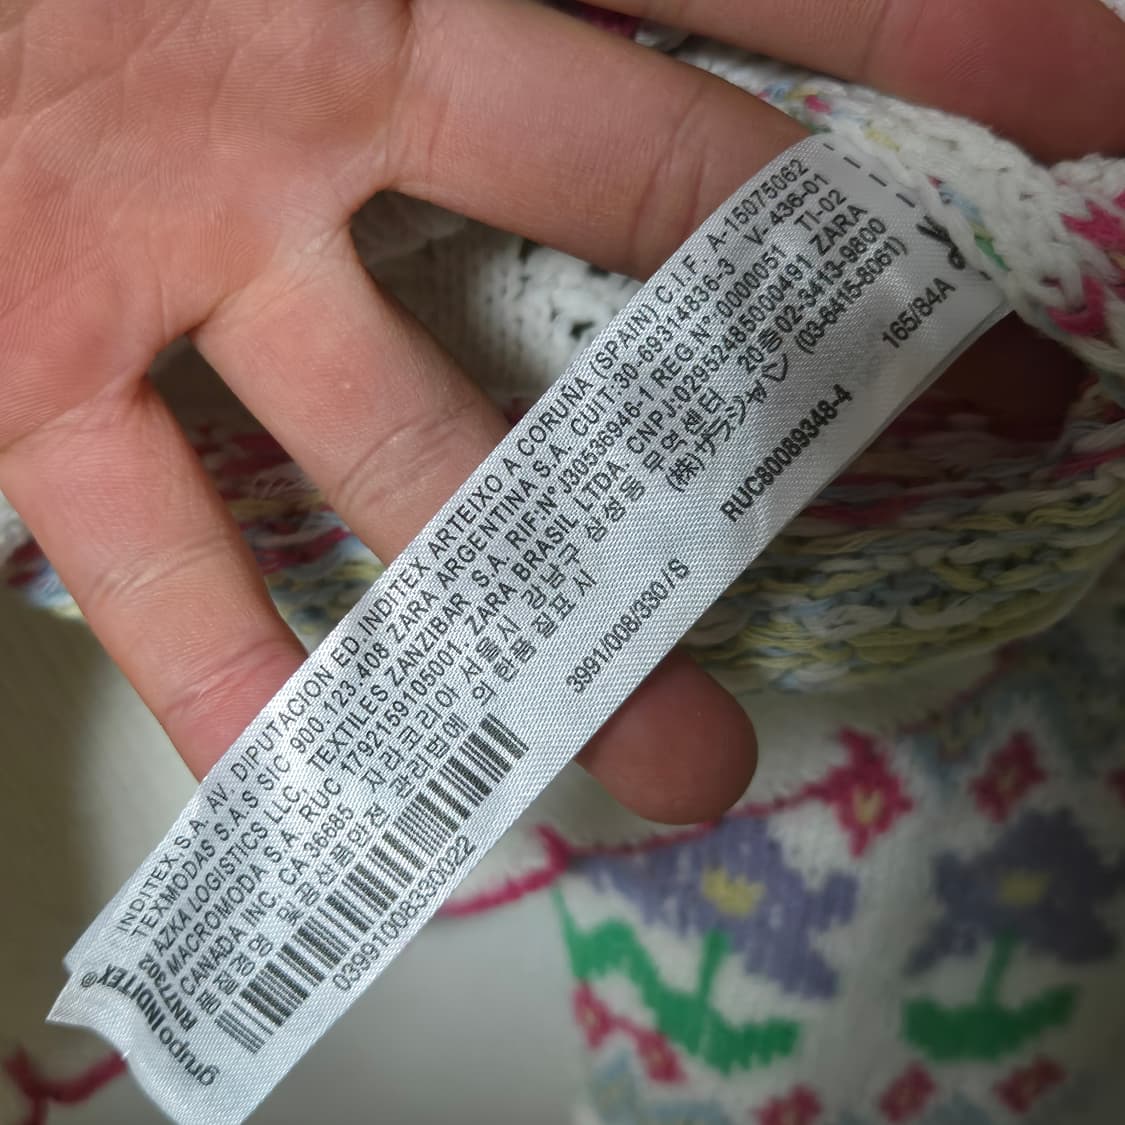 INDITEX,S.A. AV. DIPUTACION ED.INDITEX ARTEIXO A CORUÑA (SPAIN) C.I.F. A-15075062
TEXMODAS S.A.S SIC 900.123.408 ZARA ARGENTINA S.A. CUIT:30-69314836-3 V- 436-01
AZKA LOGISTICS LLC, TEXTILES ZANZIBAR, SA, RIF.N° J30536946-1 REG.N° 0000051 TI-02
MACROMODA S.A. RUC 1792159105001. ZARA BRASIL LTDA. CNPJ.02952485000491 ZARA
CANADA INC. CA 36685 자라코리아 서울시 강남구 삼성동 무역센터 20층02-3413-9800
품질경영 및공산품안전 관리법에 의한품 질표시 (株)ザラ・ジャパン (03-6415-8061)
grupo INDITEX®
RN77302
03991008330022
3991/008/330/ /S
RUC80089348-4
165/84A